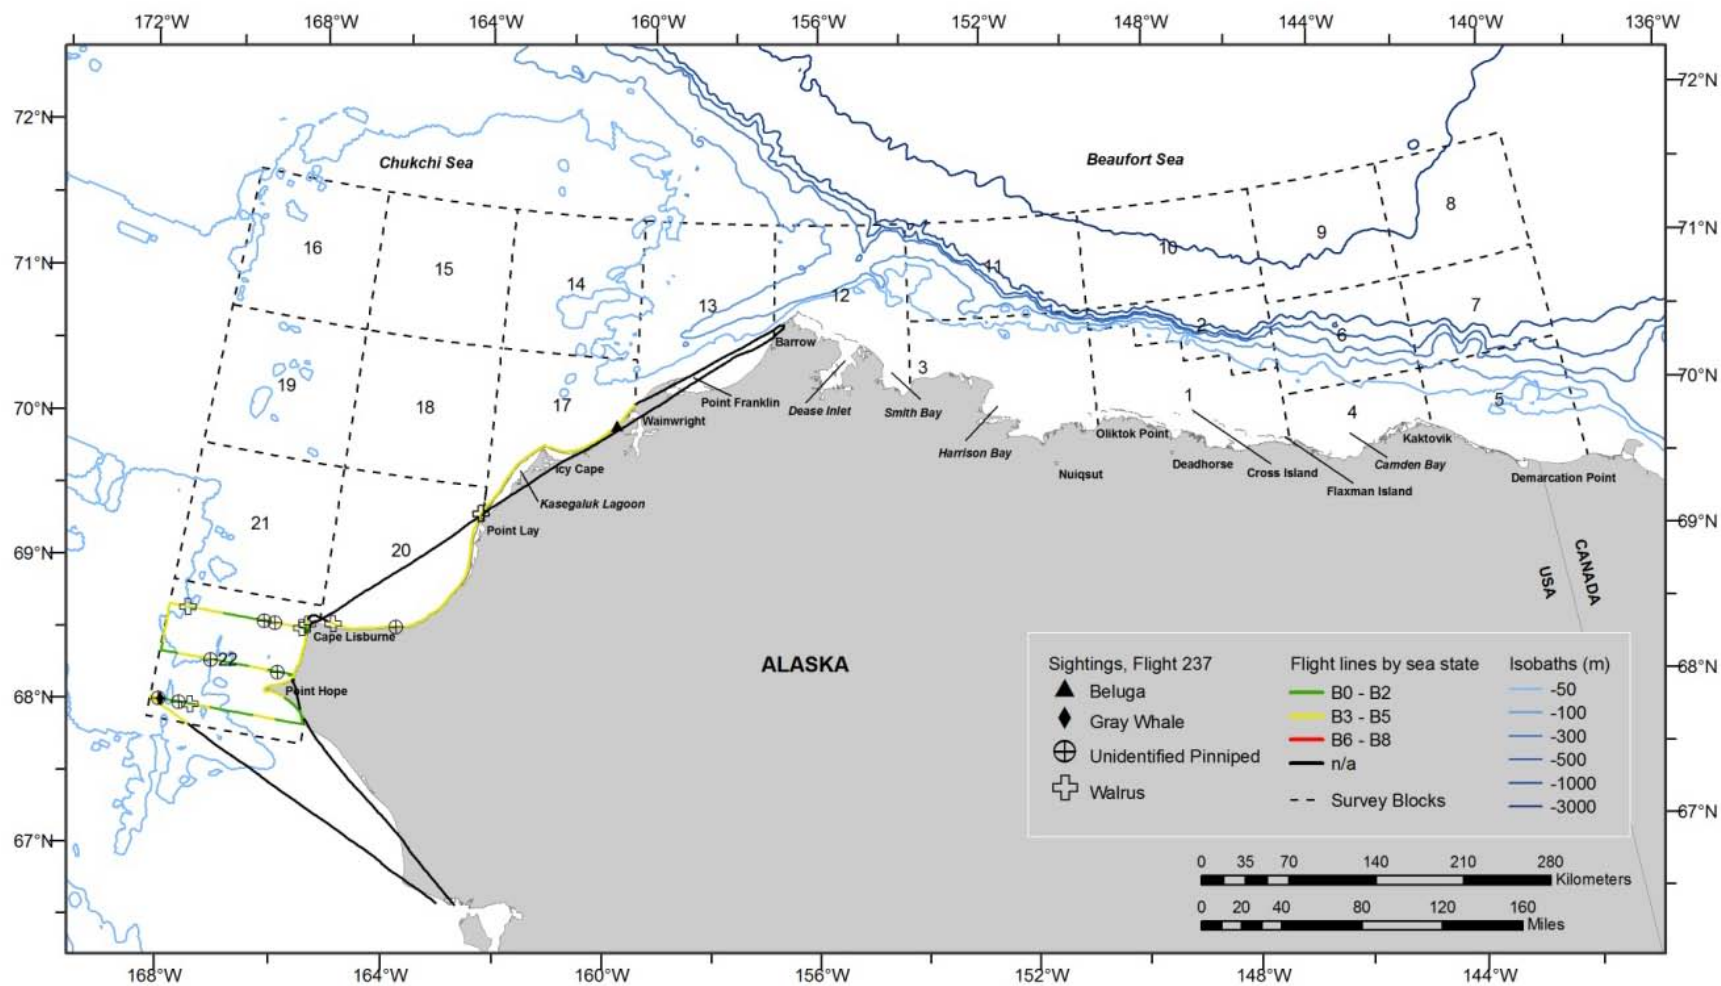 172°W 168°W 164°W 160°W 156°W 152°W 148°W 144°W 140°W 136°W
72°N
72°N
Chukchi Sea
Beaufort Sea
8
71°N
9
16
10
71°N
15
11
14
12
13
7
2
6
Barrow
70°N
3
19
18
17
Point Franklin
Dease Inlet
Smith Bay
1
4
5
70°N
Wainwright
Oliktok Point
Kaktovik
Harrison Bay
Icy Cape
Nuiqsut
Deadhorse
Cross Island
Camden Bay
Demarcation Point
Flaxman Island
Kasegaluk Lagoon
21
Point Lay
69°N
20
69°N
USA
CANADA
Cape Lisburne
22
ALASKA
68°N
Point Hope
68°N
67°N
67°N
Sightings, Flight 237
Beluga
Gray Whale
Unidentified Pinniped
Walrus
Flight lines by sea state
B0 - B2
B3 - B5
B6 - B8
n/a
Survey Blocks
Isobaths (m)
-50
-100
-300
-500
-1000
-3000
0 35 70 140 210 280
Kilometers
0 20 40 80 120 160
Miles
168°W 164°W 160°W 156°W 152°W 148°W 144°W